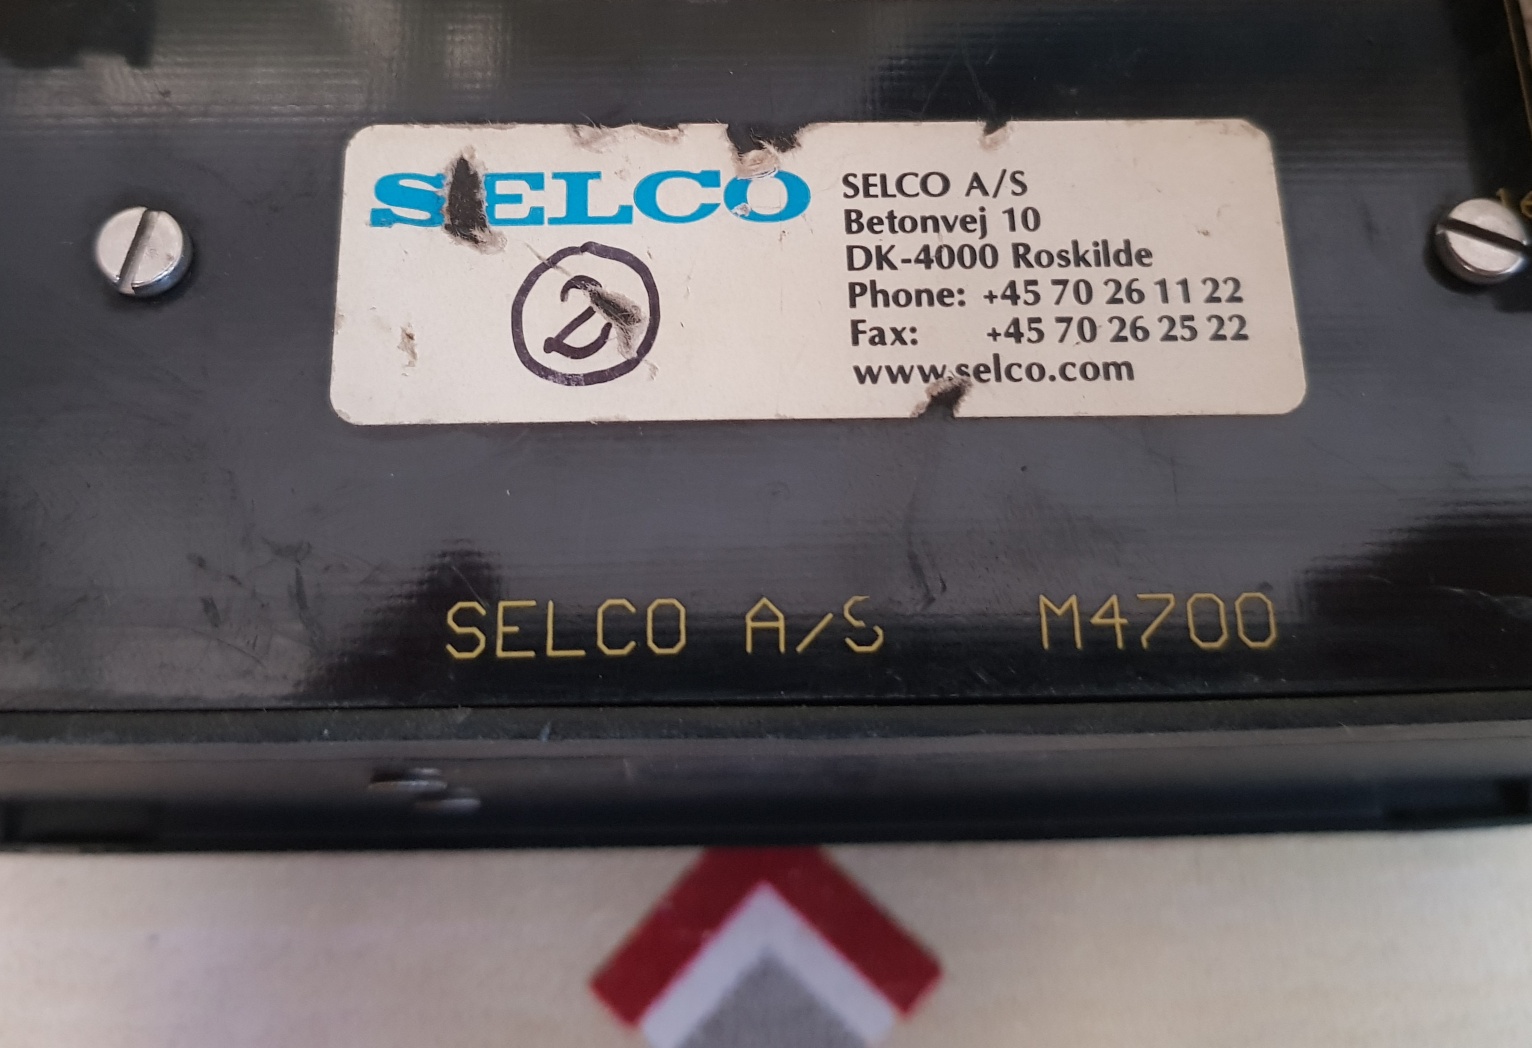 SELCO
2
SELCO A/S
Betonvej 10
DK-4000 Roskilde
Phone: +45 70 26 11 22
Fax: +45 70 26 25 22
www.selco.com
SELCO A/S M4700